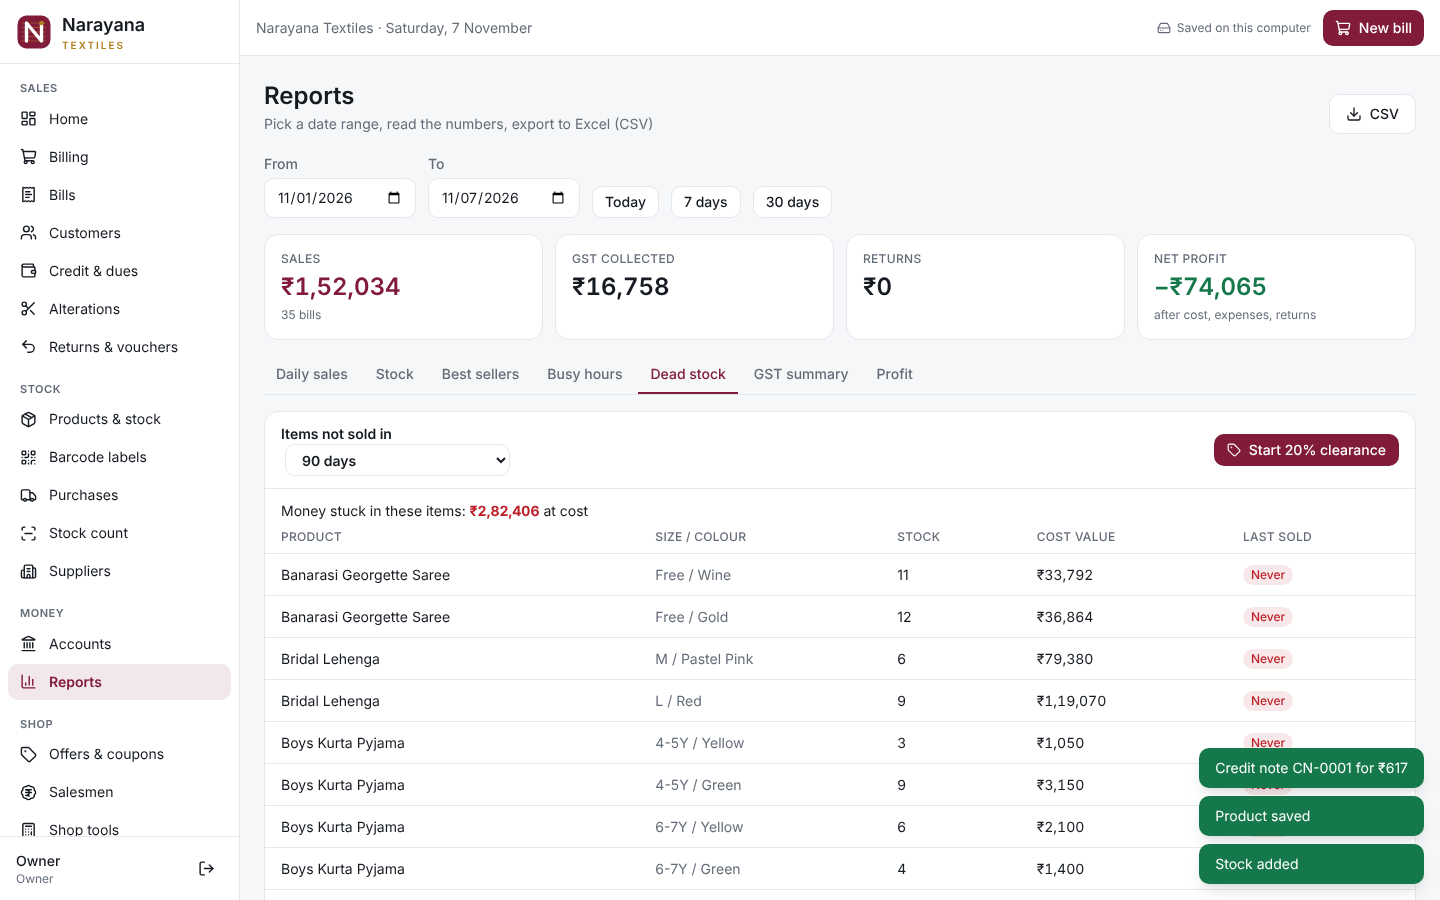 Narayana
TEXTILES
SALES
Home
Billing
Bills
Customers
Credit & dues
Alterations
Returns & vouchers
STOCK
Products & stock
Barcode labels
Purchases
Stock count
Suppliers
MONEY
Accounts
Reports
SHOP
Offers & coupons
Salesmen
Shop tools
Owner
Owner
Narayana Textiles · Saturday, 7 November
Saved on this computer
New bill
Reports
Pick a date range, read the numbers, export to Excel (CSV)
CSV
From To
11/01/2026 11/07/2026 Today 7 days 30 days
SALES
₹1,52,034
35 bills
GST COLLECTED
₹16,758
RETURNS
₹0
NET PROFIT
−₹74,065
after cost, expenses, returns
Daily sales Stock Best sellers Busy hours Dead stock GST summary Profit
Items not sold in
90 days
Start 20% clearance
Money stuck in these items: ₹2,82,406 at cost
PRODUCT SIZE / COLOUR STOCK COST VALUE LAST SOLD
Banarasi Georgette Saree Free / Wine 11 ₹33,792 Never
Banarasi Georgette Saree Free / Gold 12 ₹36,864 Never
Bridal Lehenga M / Pastel Pink 6 ₹79,380 Never
Bridal Lehenga L / Red 9 ₹1,19,070 Never
Boys Kurta Pyjama 4-5Y / Yellow 3 ₹1,050 Never
Boys Kurta Pyjama 4-5Y / Green 9 ₹3,150
Boys Kurta Pyjama 6-7Y / Yellow 6 ₹2,100
Boys Kurta Pyjama 6-7Y / Green 4 ₹1,400
Credit note CN-0001 for ₹617
Product saved
Stock added